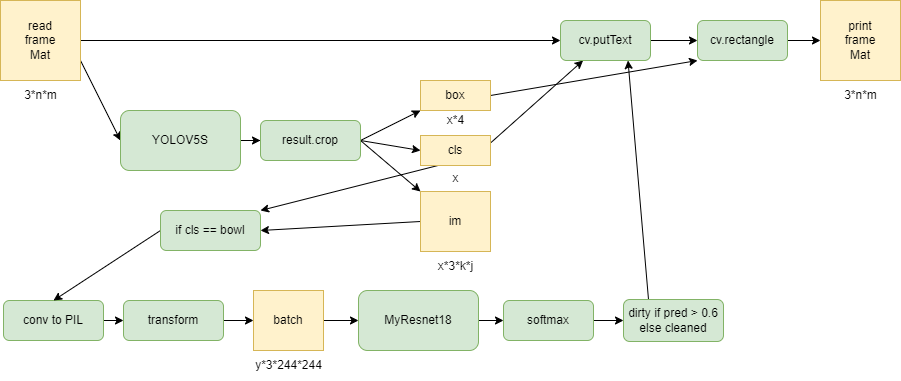 read
frame
Mat
3*n*m
cv.putText
cv.rectangle
print
frame
Mat
3*n*m
YOLOV5S
result.crop
box
x*4
cls
x
im
x*3*k*j
if cls == bowl
conv to PIL
transform
batch
y*3*244*244
MyResnet18
softmax
dirty if pred > 0.6
else cleaned